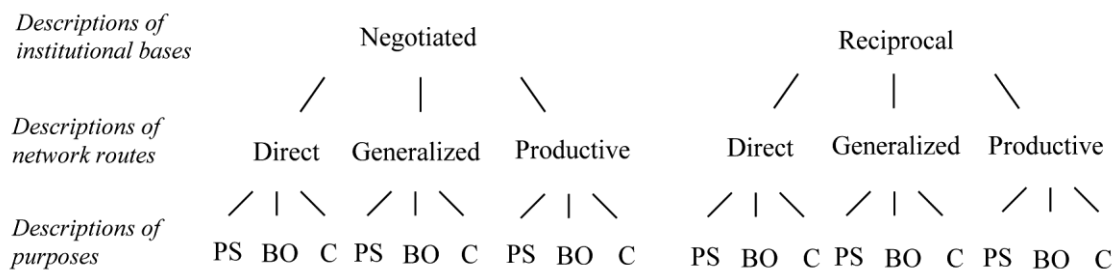 Descriptions of
institutional bases
Negotiated
Reciprocal
Descriptions of
network routes
Direct Generalized Productive Direct Generalized Productive
Descriptions of
purposes
PS BO C PS BO C PS BO C PS BO C PS BO C PS BO C